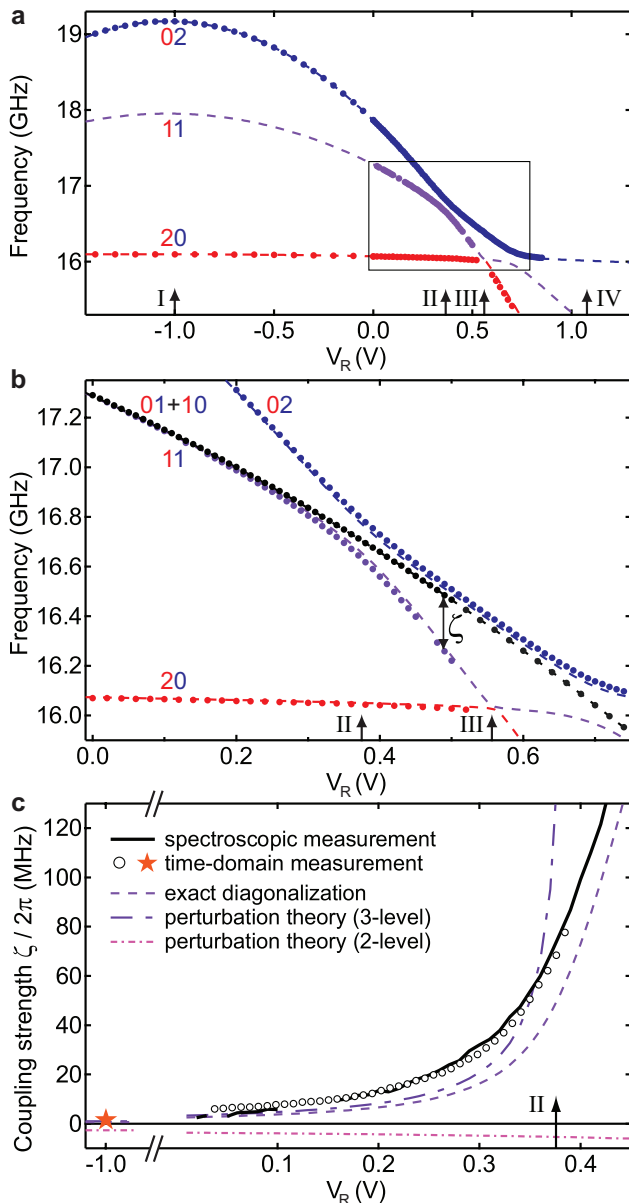 a
19
18
17
16
Frequency (GHz)
02
11
20
I
II
III
IV
-1.0
-0.5
0.0
0.5
1.0
V_R (V)
b
17.2
17.0
16.8
16.6
16.4
16.2
16.0
Frequency (GHz)
01+10
02
11
ζ
20
II
III
0.0
0.2
0.4
0.6
V_R (V)
c
120
100
80
60
40
20
0
Coupling strength ζ / 2π (MHz)
spectroscopic measurement
time-domain measurement
exact diagonalization
perturbation theory (3-level)
perturbation theory (2-level)
II
-1.0
0.1
0.2
0.3
0.4
V_R (V)